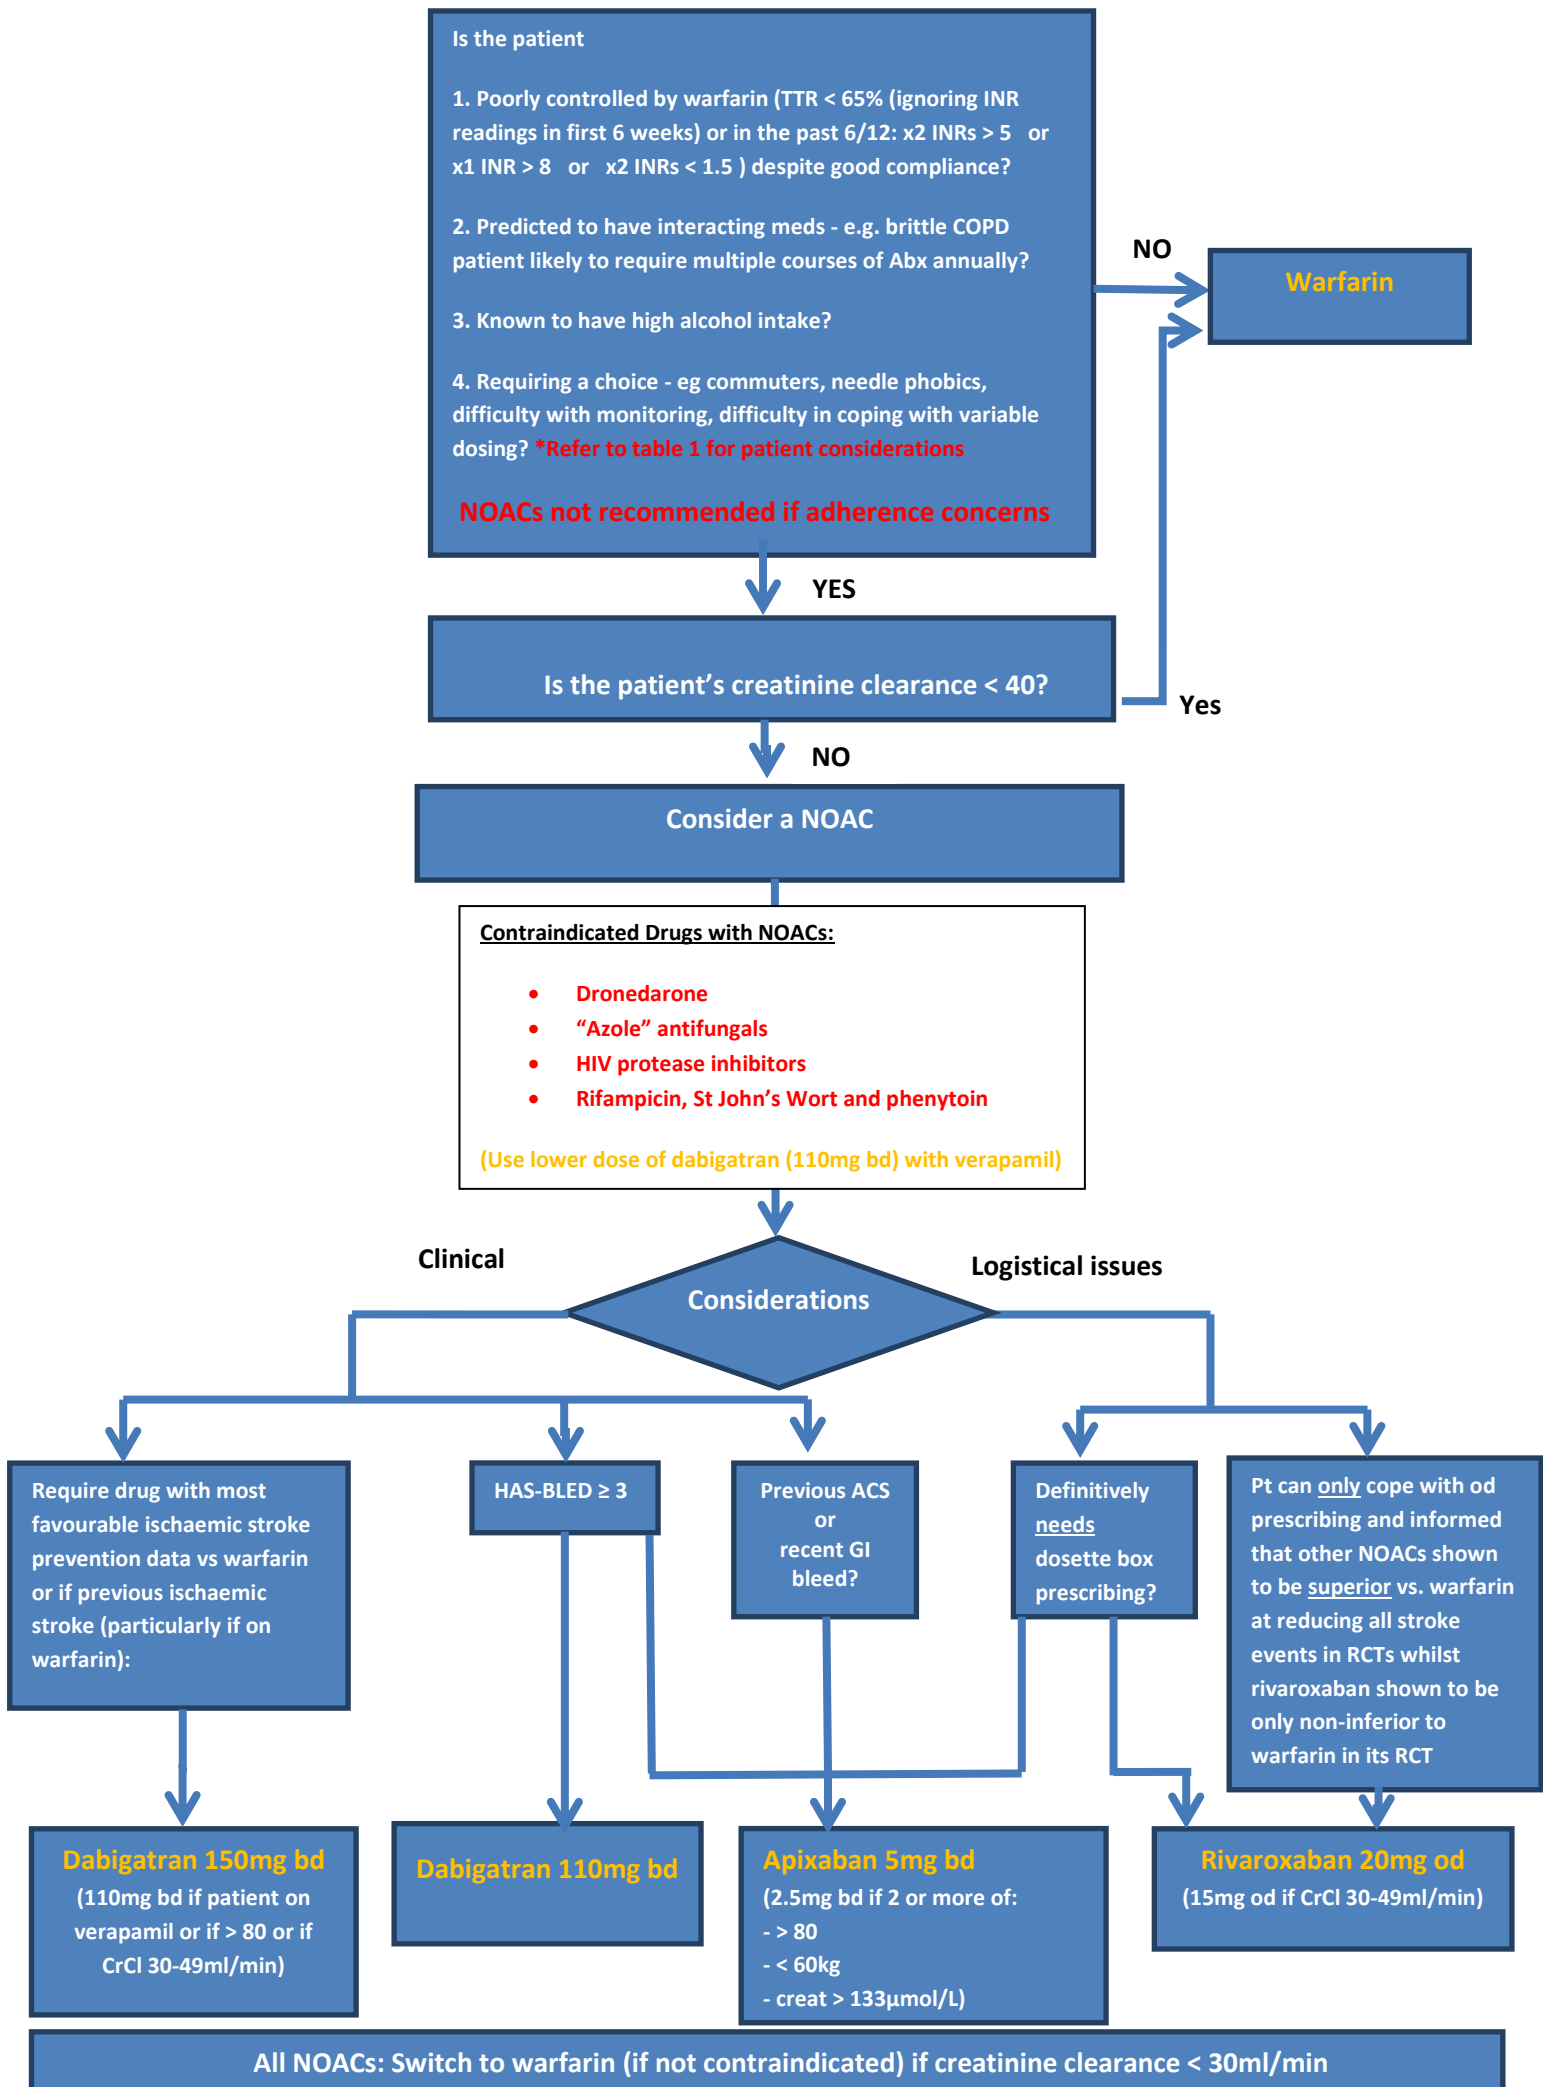 Is the patient
1. Poorly controlled by warfarin (TTR < 65% (ignoring INR
readings in first 6 weeks) or in the past 6/12: x2 INRs > 5   or
x1 INR > 8   or   x2 INRs < 1.5 ) despite good compliance?
2. Predicted to have interacting meds - e.g. brittle COPD
patient likely to require multiple courses of Abx annually?
3. Known to have high alcohol intake?
4. Requiring a choice - eg commuters, needle phobics,
difficulty with monitoring, difficulty in coping with variable
dosing? *Refer to table 1 for patient considerations
NOACs not recommended if adherence concerns
NO
Warfarin
YES
Is the patient’s creatinine clearance < 40?
Yes
NO
Consider a NOAC
Contraindicated Drugs with NOACs:
• Dronedarone
• “Azole” antifungals
• HIV protease inhibitors
• Rifampicin, St John’s Wort and phenytoin
(Use lower dose of dabigatran (110mg bd) with verapamil)
Clinical
Logistical issues
Considerations
Require drug with most
favourable ischaemic stroke
prevention data vs warfarin
or if previous ischaemic
stroke (particularly if on
warfarin):
HAS-BLED ≥ 3
Previous ACS
or
recent GI
bleed?
Definitively
needs
dosette box
prescribing?
Pt can only cope with od
prescribing and informed
that other NOACs shown
to be superior vs. warfarin
at reducing all stroke
events in RCTs whilst
rivaroxaban shown to be
only non-inferior to
warfarin in its RCT
Dabigatran 150mg bd
(110mg bd if patient on
verapamil or if > 80 or if
CrCl 30-49ml/min)
Dabigatran 110mg bd
Apixaban 5mg bd
(2.5mg bd if 2 or more of:
- > 80
- < 60kg
- creat > 133µmol/L)
Rivaroxaban 20mg od
(15mg od if CrCl 30-49ml/min)
All NOACs: Switch to warfarin (if not contraindicated) if creatinine clearance < 30ml/min